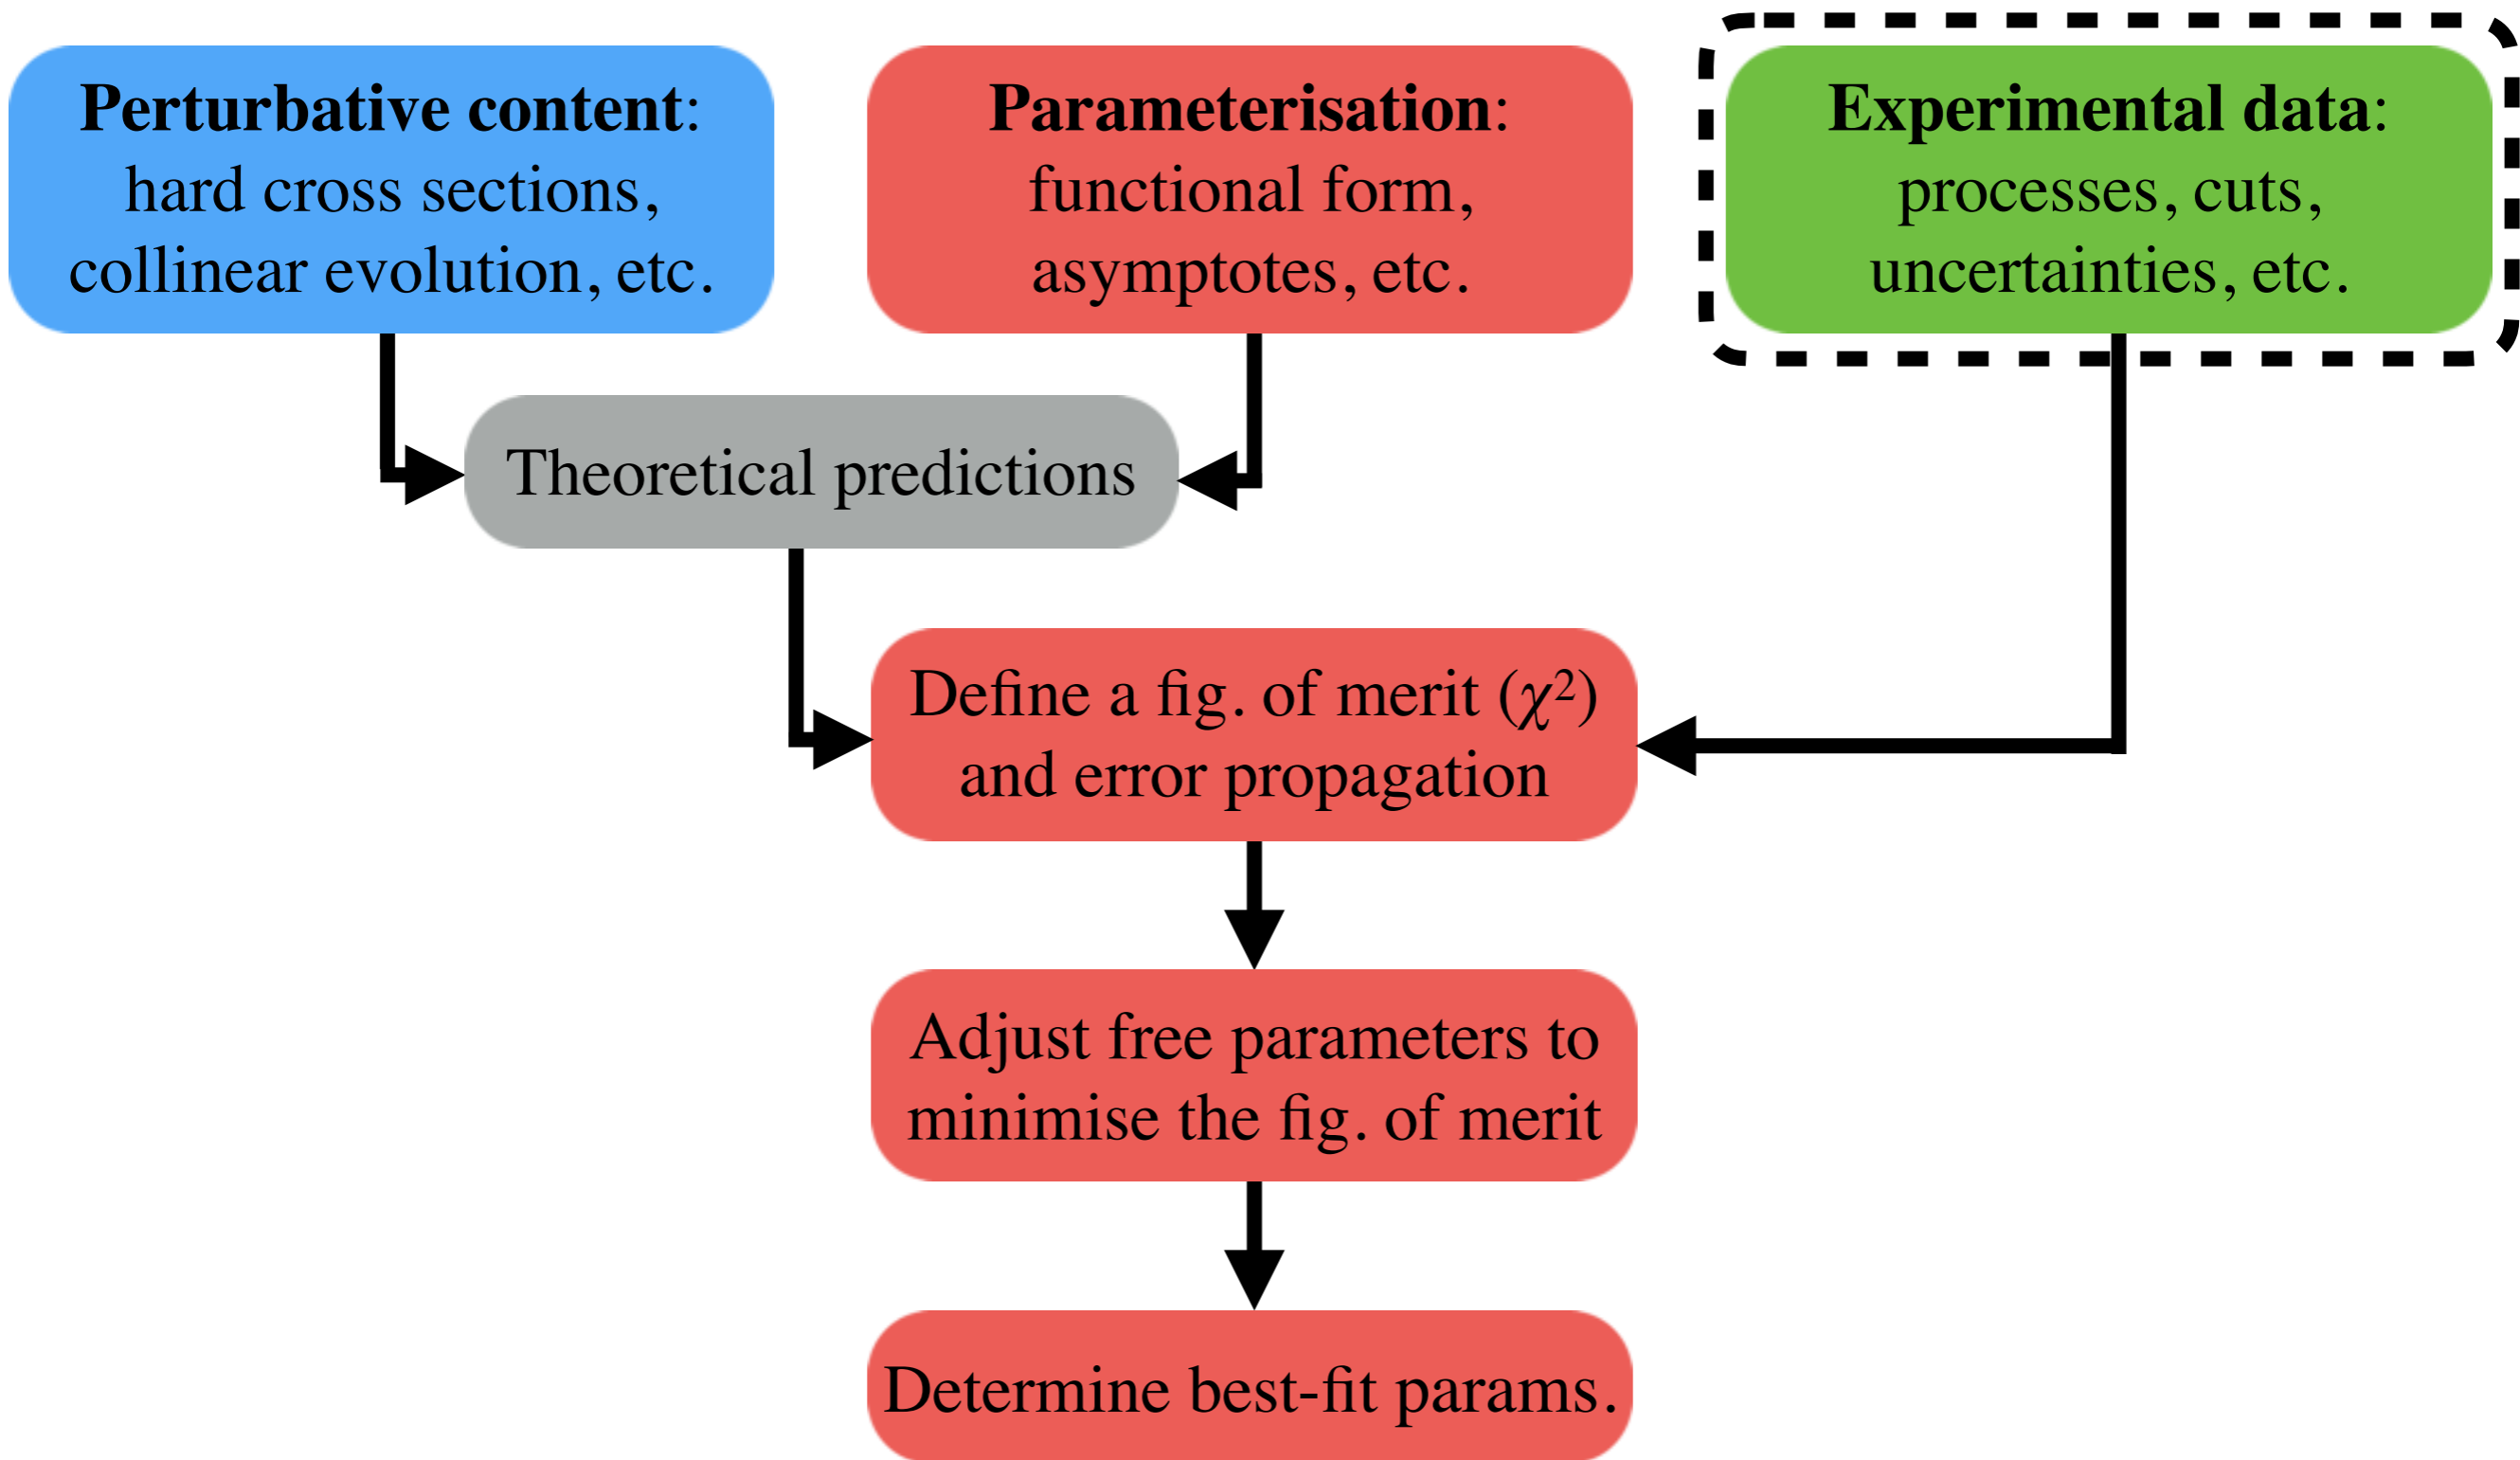 Perturbative content:
hard cross sections,
collinear evolution, etc.
Parameterisation:
functional form,
asymptotes, etc.
Experimental data:
processes, cuts,
uncertainties, etc.
Theoretical predictions
Define a fig. of merit (χ²)
and error propagation
Adjust free parameters to
minimise the fig. of merit
Determine best-fit params.